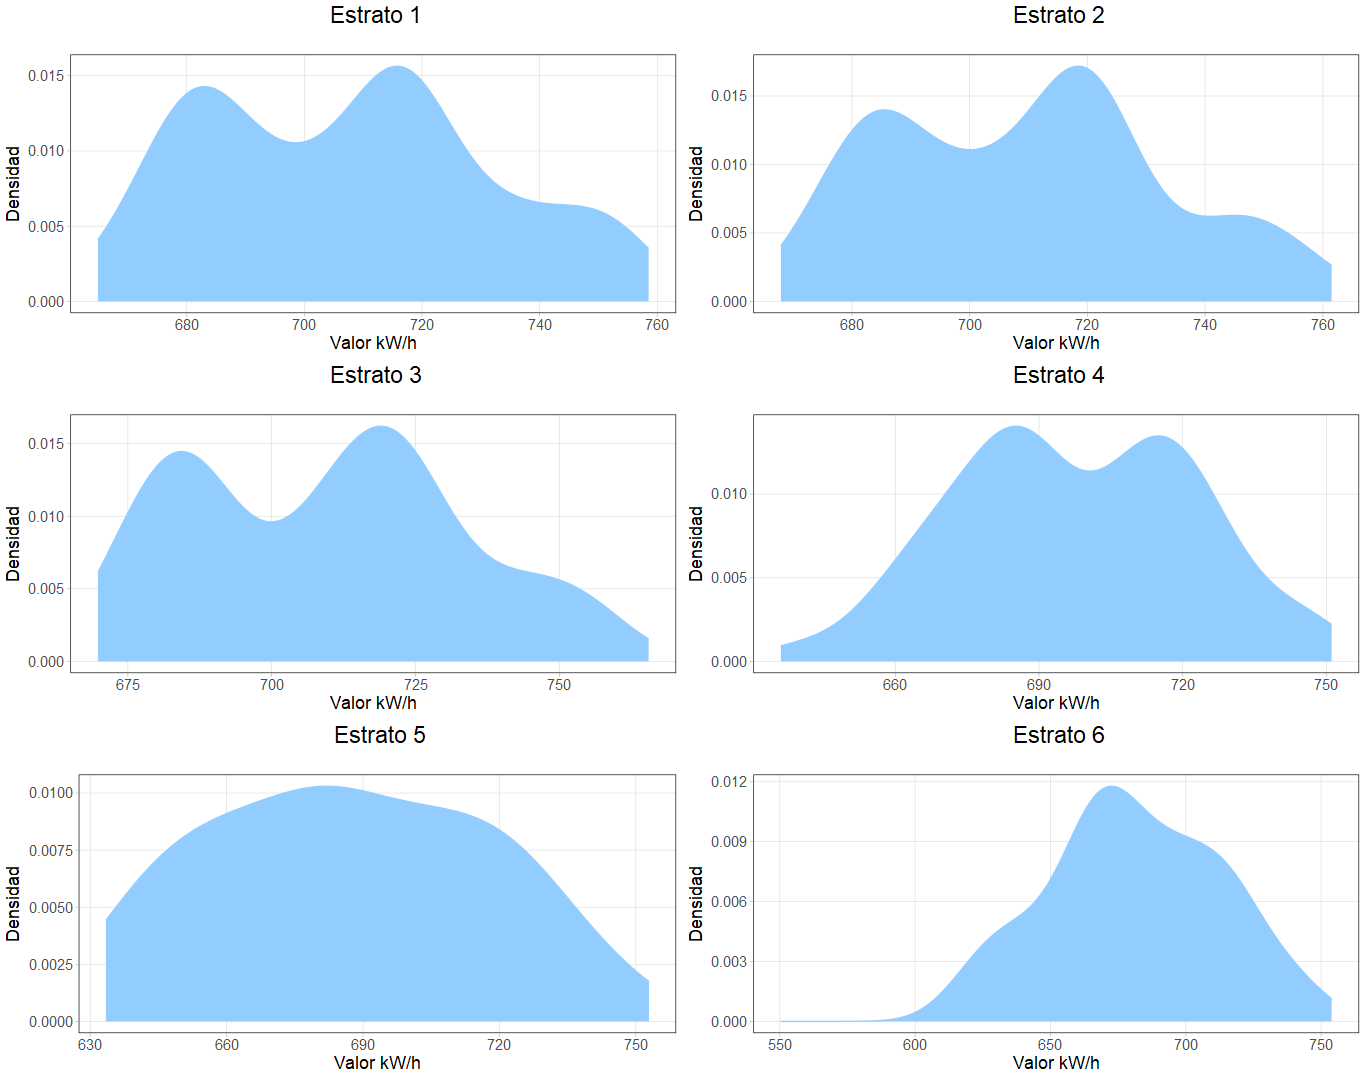 Estrato 1
Densidad
0.015
0.010
0.005
0.000
680 700 720 740 760
Valor kW/h
Estrato 2
Densidad
0.015
0.010
0.005
0.000
680 700 720 740 760
Valor kW/h
Estrato 3
Densidad
0.015
0.010
0.005
0.000
675 700 725 750
Valor kW/h
Estrato 4
Densidad
0.010
0.005
0.000
660 690 720 750
Valor kW/h
Estrato 5
Densidad
0.0100
0.0075
0.0050
0.0025
0.0000
630 660 690 720 750
Valor kW/h
Estrato 6
Densidad
0.012
0.009
0.006
0.003
0.000
550 600 650 700 750
Valor kW/h